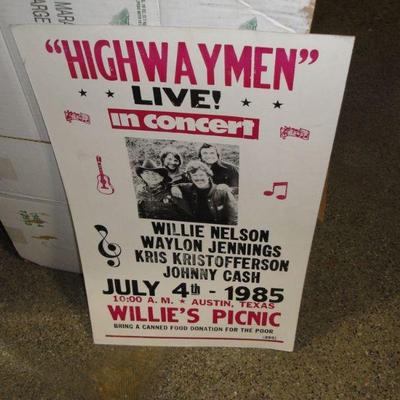 "HIGHWAYMEN"
LIVE!
in concert
WILLIE NELSON
WAYLON JENNINGS
KRIS KRISTOFFERSON
JOHNNY CASH
JULY 4th - 1985
10:00 A.M. ★ AUSTIN, TEXAS
WILLIE'S PICNIC
BRING A CANNED FOOD DONATION FOR THE POOR